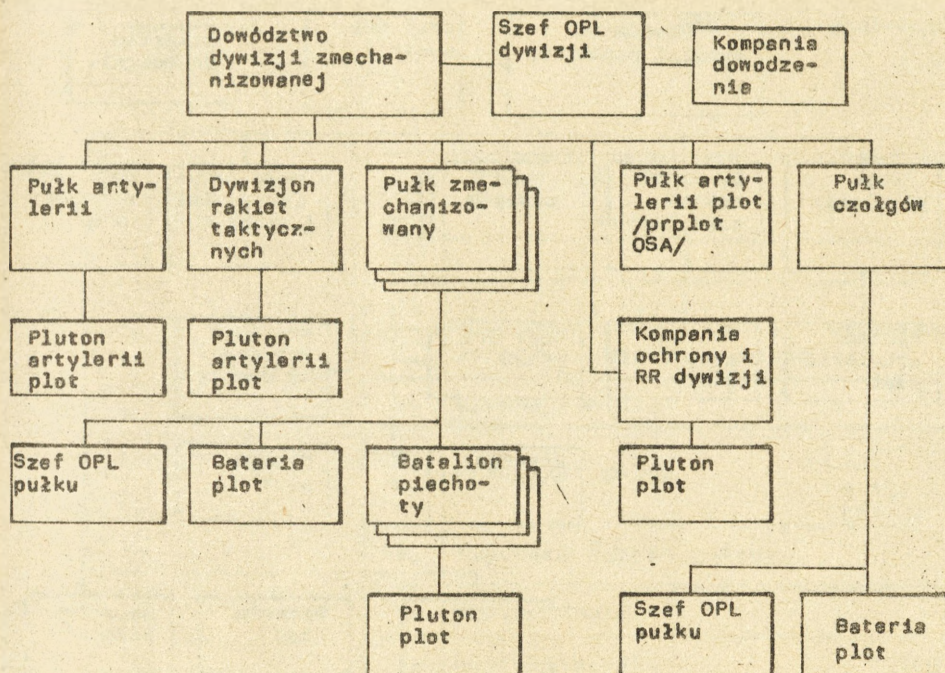 Dowództwo
dywizji zmecha-
nizowanej
Szef OPL
dywizji
Kompania
dowodze-
nia
Pułk arty-
lerii
Dywizjon
rakiet
taktycz-
nych
Pułk zme-
chanizo-
wany
Pułk arty-
lerii plot
/prplot
OSA/
Pułk
czołgów
Pluton
artylerii
plot
Pluton
artylerii
plot
Kompania
ochrony i
RR dywizji
Szef OPL
pułku
Bateria
plot
Batalion
piecho-
ty
Pluton
plot
Pluton
plot
Szef OPL
pułku
Bateria
plot